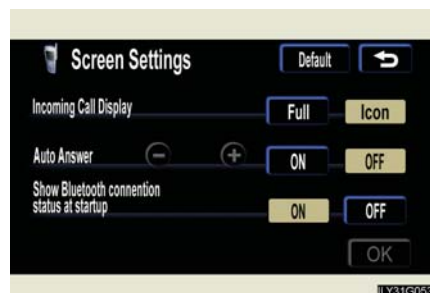 Screen Settings Default
Incoming Call Display Full Icon
Auto Answer − + ON OFF
Show Bluetooth connention
status at startup ON OFF
OK
ILY31G053